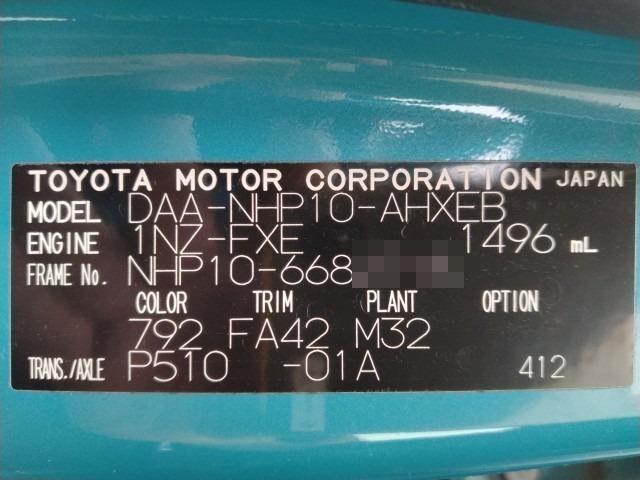 TOYOTA MOTOR CORPORATION JAPAN
MODEL DAA-NHP10-AHXEB
ENGINE 1NZ-FXE 1496 mL
FRAME No. NHP10-668
COLOR TRIM PLANT OPTION
792 FA42 M32
TRANS./AXLE P510 -01A 412